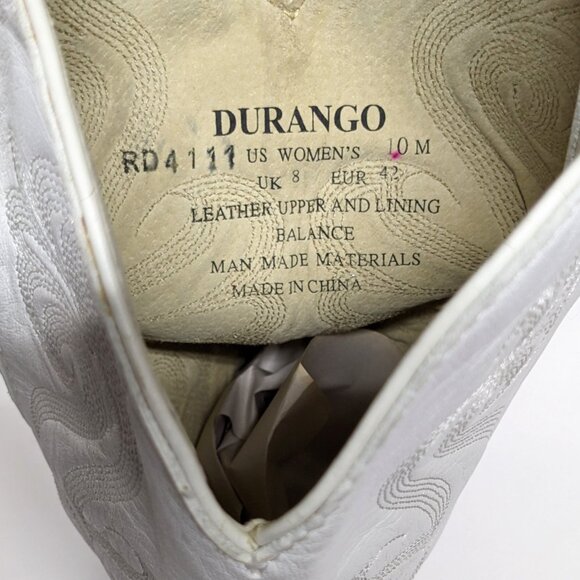 DURANGO
RD4111 US WOMEN'S 10 M
UK 8 EUR 42
LEATHER UPPER AND LINING
BALANCE
MAN MADE MATERIALS
MADE IN CHINA